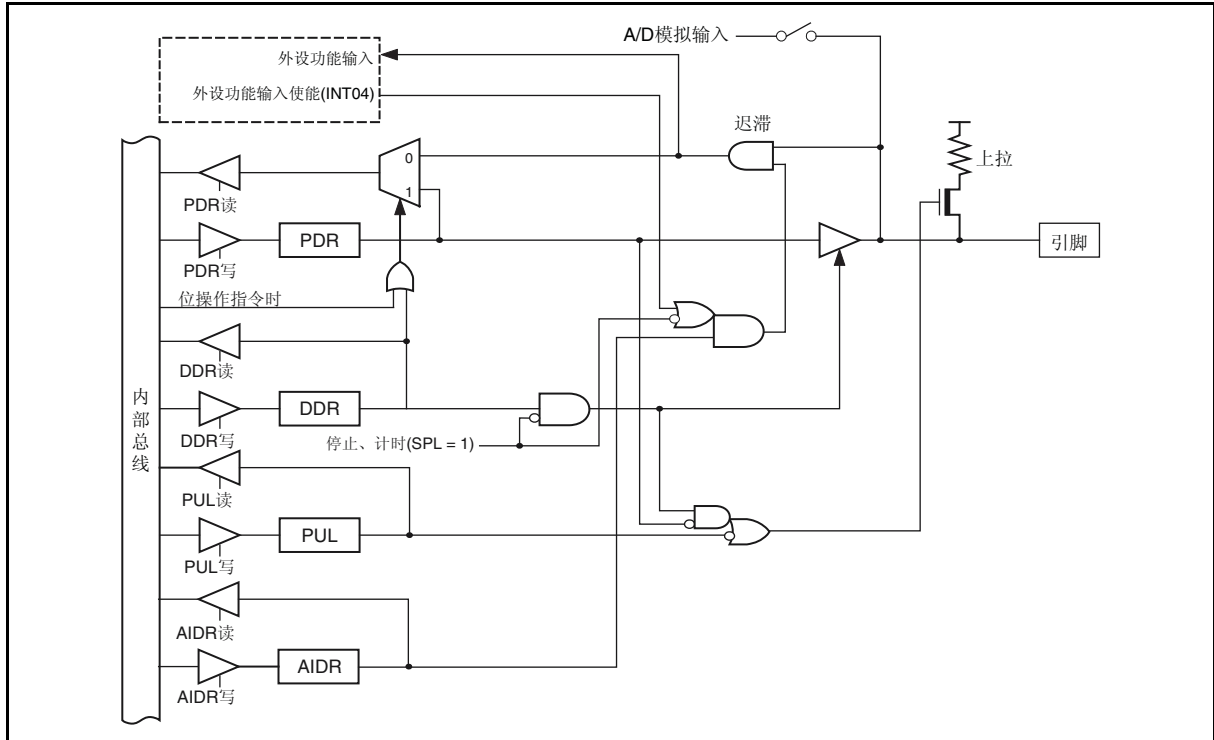 A/D模拟输入
外设功能输入
外设功能输入使能(INT04)
迟滞
上拉
0
1
PDR读
PDR
引脚
PDR写
位操作指令时
DDR读
DDR
DDR写
停止、计时(SPL = 1)
内部总线
PUL读
PUL
PUL写
AIDR读
AIDR
AIDR写